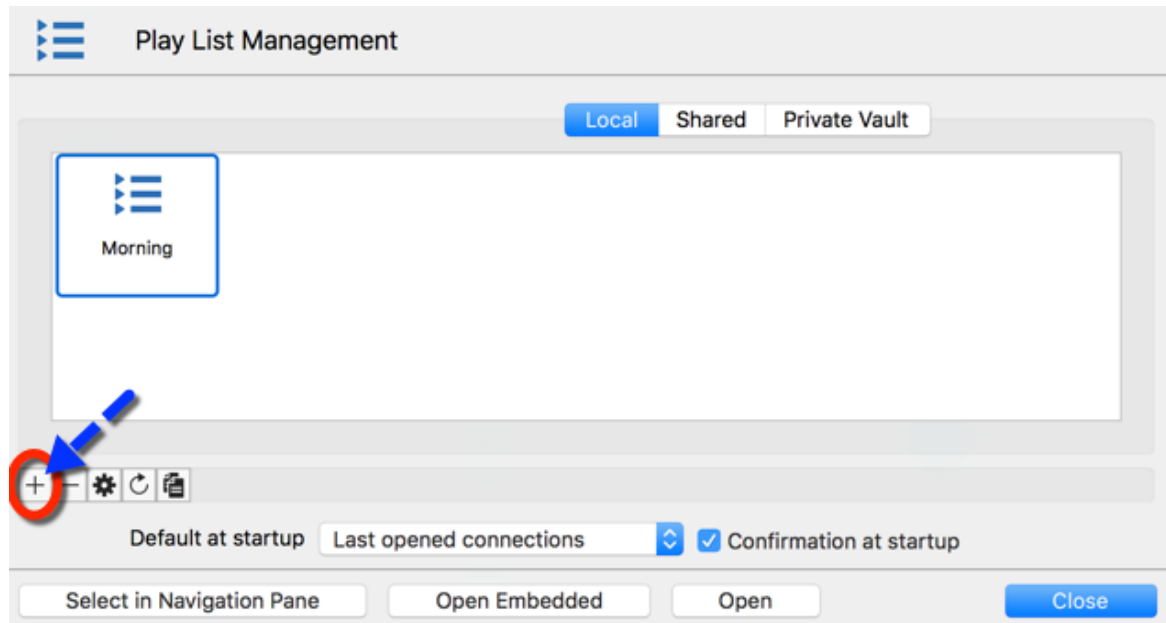 Play List Management
Local Shared Private Vault
Morning
Default at startup Last opened connections Confirmation at startup
Select in Navigation Pane Open Embedded Open Close